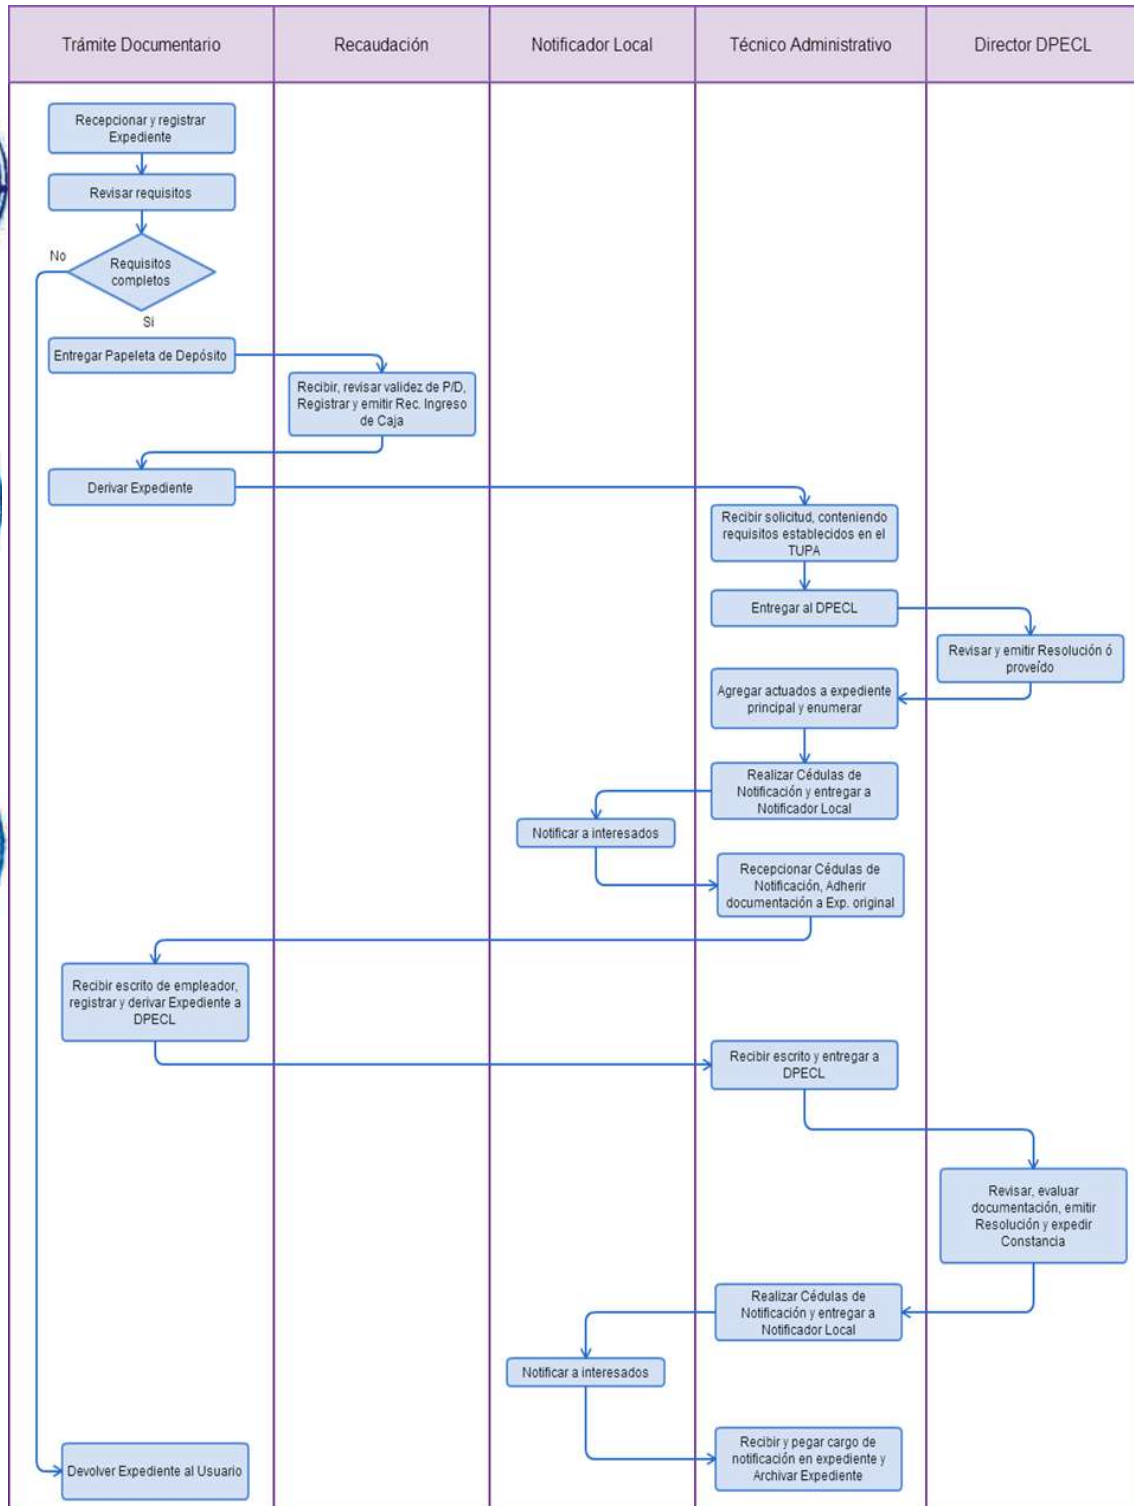 Trámite Documentario
Recaudación
Notificador Local
Técnico Administrativo
Director DPECL
Recepcionar y registrar
Expediente
Revisar requisitos
No
Requisitos
completos
Si
Entregar Papeleta de Depósito
Recibir, revisar validez de P/D,
Registrar y emitir Rec. Ingreso
de Caja
Derivar Expediente
Recibir solicitud, conteniendo
requisitos establecidos en el
TUPA
Entregar al DPECL
Revisar y emitir Resolución ó
proveído
Agregar actuados a expediente
principal y enumerar
Realizar Cédulas de
Notificación y entregar a
Notificador Local
Notificar a interesados
Recepcionar Cédulas de
Notificación, Adherir
documentación a Exp. original
Recibir escrito de empleador,
registrar y derivar Expediente a
DPECL
Recibir escrito y entregar a
DPECL
Revisar, evaluar
documentación, emitir
Resolución y expedir
Constancia
Realizar Cédulas de
Notificación y entregar a
Notificador Local
Notificar a interesados
Recibir y pegar cargo de
notificación en expediente y
Archivar Expediente
Devolver Expediente al Usuario